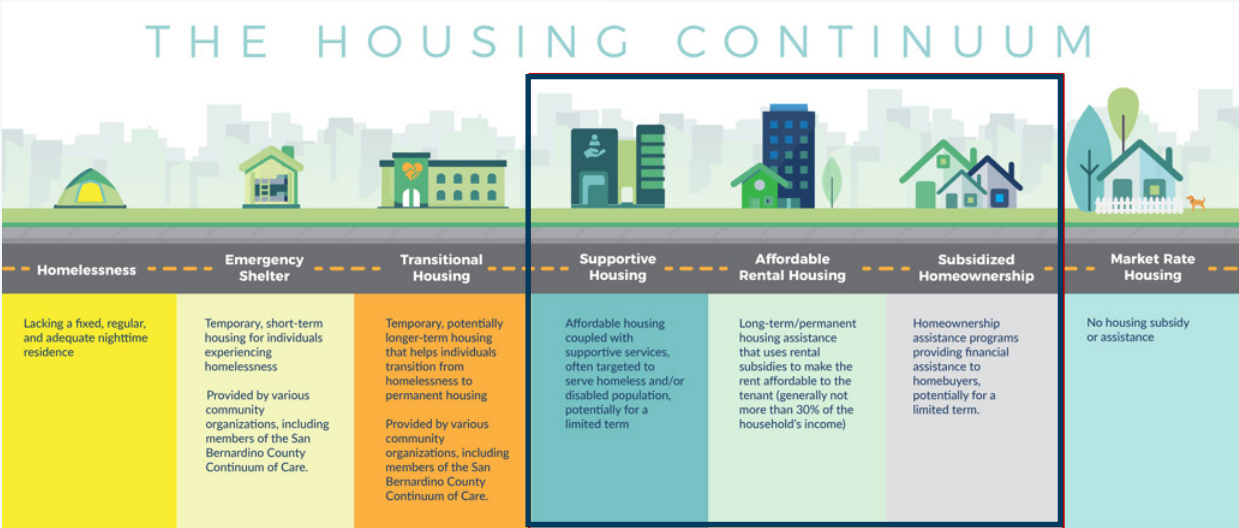 THE HOUSING CONTINUUM
Homelessness
Lacking a fixed, regular,
and adequate nighttime
residence
Emergency
Shelter
Temporary, short-term
housing for individuals
experiencing
homelessness
Provided by various
community
organizations, including
members of the San
Bernardino County
Continuum of Care.
Transitional
Housing
Temporary, potentially
longer-term housing
that helps individuals
transition from
homelessness to
permanent housing
Provided by various
community
organizations, including
members of the San
Bernardino County
Continuum of Care.
Supportive
Housing
Affordable housing
coupled with
supportive services,
often targeted to
serve homeless and/or
disabled population,
potentially for a
limited term
Affordable
Rental Housing
Long-term/permanent
housing assistance
that uses rental
subsidies to make the
rent affordable to the
tenant (generally not
more than 30% of the
household's income)
Subsidized
Homeownership
Homeownership
assistance programs
providing financial
assistance to
homebuyers,
potentially for a
limited term.
Market Rate
Housing
No housing subsidy
or assistance